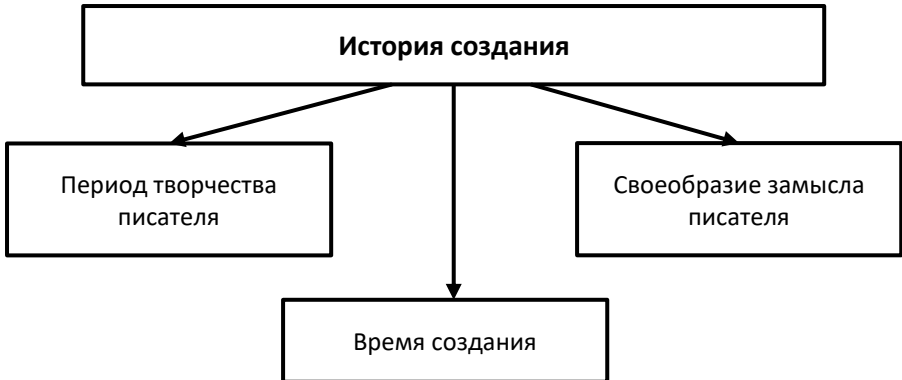 История создания
Период творчества
писателя
Своеобразие замысла
писателя
Время создания